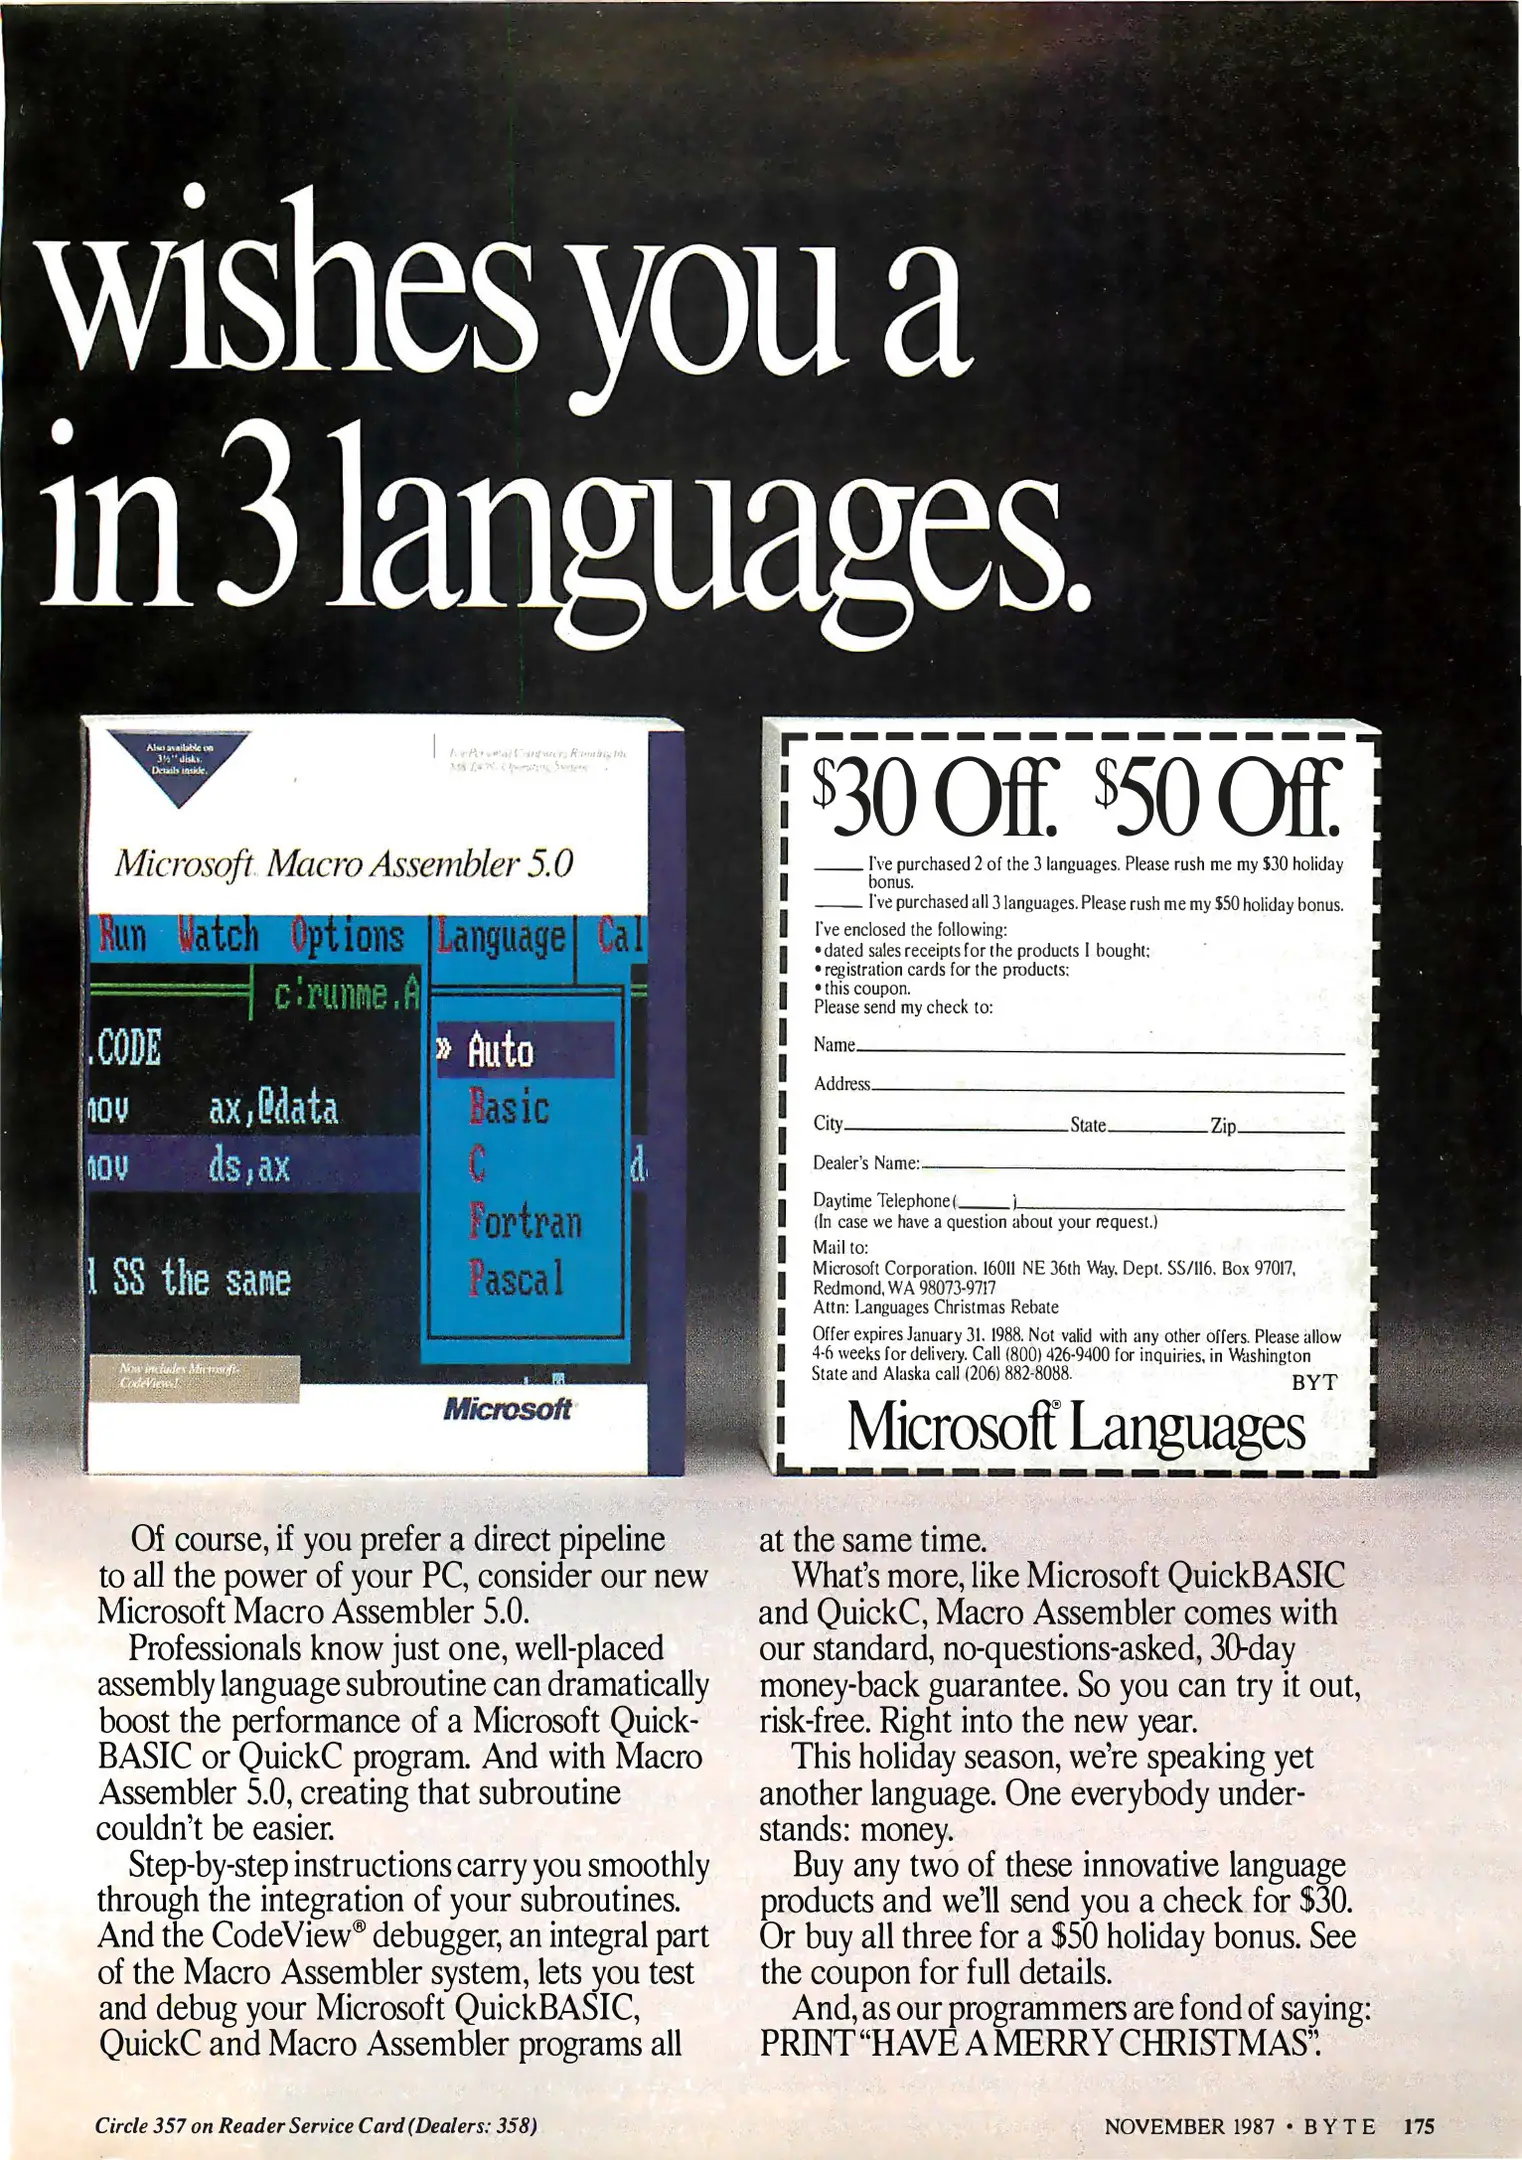 wishes you a
in 3 languages.
Also available on
3½" disks.
Details inside.
Microsoft Macro Assembler 5.0
Run Watch Options Language Cal
c:runme.A
.CODE
mov ax,@data
mov ds,ax
d
SS the same
» Auto
Basic
C
Fortran
Pascal
Now includes Microsoft
CodeView!
Microsoft
$30 Off. $50 Off.
I've purchased 2 of the 3 languages. Please rush me my $30 holiday
bonus.
I've purchased all 3 languages. Please rush me my $50 holiday bonus.
I've enclosed the following:
• dated sales receipts for the products I bought;
• registration cards for the products;
• this coupon.
Please send my check to:
Name
Address
City State Zip
Dealer's Name:
Daytime Telephone ( )
(In case we have a question about your request.)
Mail to:
Microsoft Corporation, 16011 NE 36th Way, Dept. SS/116, Box 97017,
Redmond, WA 98073-9717
Attn: Languages Christmas Rebate
Offer expires January 31, 1988. Not valid with any other offers. Please allow
4-6 weeks for delivery. Call (800) 426-9400 for inquiries, in Washington
State and Alaska call (206) 882-8088.
BYT
Microsoft® Languages
Of course, if you prefer a direct pipeline
to all the power of your PC, consider our new
Microsoft Macro Assembler 5.0.
Professionals know just one, well-placed
assembly language subroutine can dramatically
boost the performance of a Microsoft Quick-
BASIC or QuickC program. And with Macro
Assembler 5.0, creating that subroutine
couldn't be easier.
Step-by-step instructions carry you smoothly
through the integration of your subroutines.
And the CodeView® debugger, an integral part
of the Macro Assembler system, lets you test
and debug your Microsoft QuickBASIC,
QuickC and Macro Assembler programs all
at the same time.
What's more, like Microsoft QuickBASIC
and QuickC, Macro Assembler comes with
our standard, no-questions-asked, 30-day
money-back guarantee. So you can try it out,
risk-free. Right into the new year.
This holiday season, we're speaking yet
another language. One everybody under-
stands: money.
Buy any two of these innovative language
products and we'll send you a check for $30.
Or buy all three for a $50 holiday bonus. See
the coupon for full details.
And, as our programmers are fond of saying:
PRINT “HAVE A MERRY CHRISTMAS”.
Circle 357 on Reader Service Card (Dealers: 358)
NOVEMBER 1987 • BYTE 175